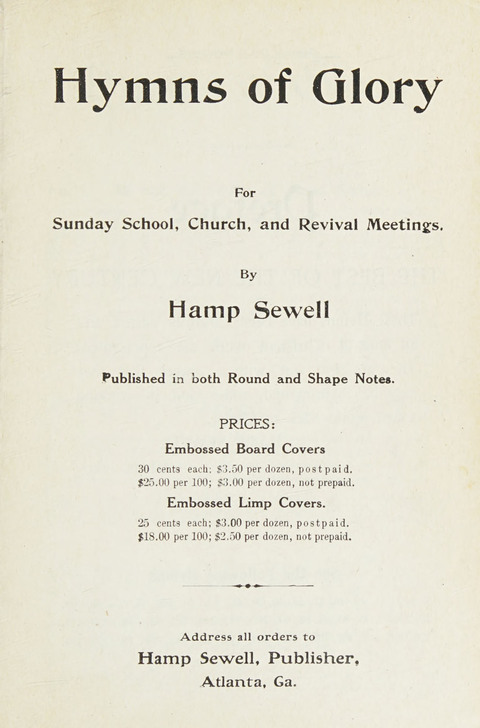 Hymns of Glory
For
Sunday School, Church, and Revival Meetings.
By
Hamp Sewell
Published in both Round and Shape Notes.
PRICES:
Embossed Board Covers
30 cents each; $3.50 per dozen, postpaid.
$25.00 per 100; $3.00 per dozen, not prepaid.
Embossed Limp Covers.
25 cents each; $3.00 per dozen, postpaid.
$18.00 per 100; $2.50 per dozen, not prepaid.
Address all orders to
Hamp Sewell, Publisher,
Atlanta, Ga.